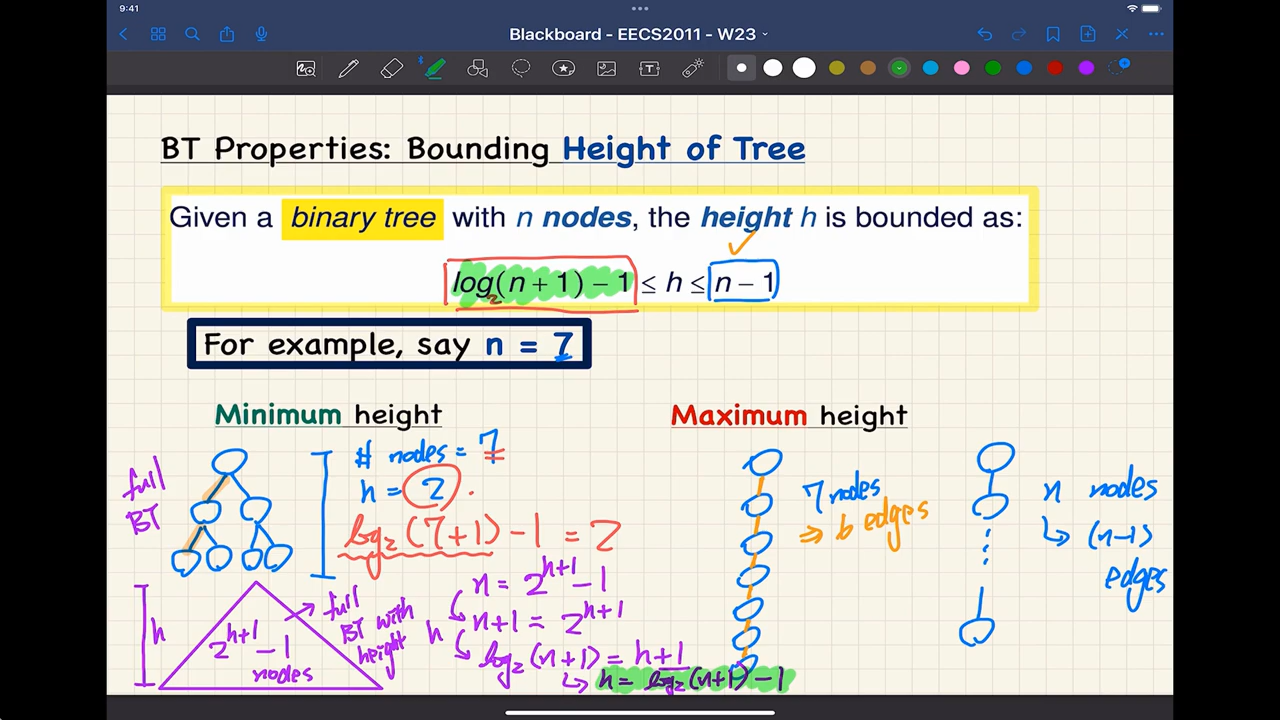 9:41
Blackboard - EECS2011 - W23
BT Properties: Bounding Height of Tree
Given a binary tree with n nodes, the height h is bounded as:
log₂(n + 1) − 1 ≤ h ≤ n − 1
For example, say n = 7
Minimum height
full
BT
# nodes = 7
h = 2
log₂(7+1) - 1 = 2
h
2^{h+1} - 1
nodes
full
BT with
height h
n = 2^{h+1} - 1
n+1 = 2^{h+1}
log₂(n+1) = h+1
h = log₂(n+1) - 1
Maximum height
7 nodes
⇒ 6 edges
n nodes
↳ (n-1)
edges